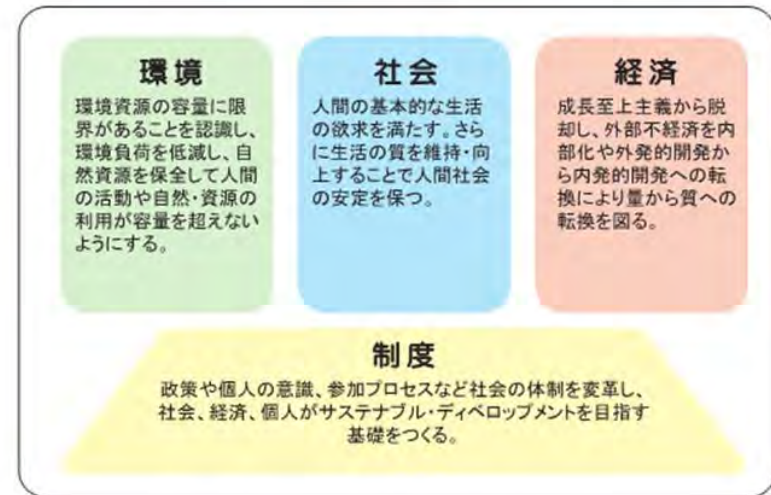 環境
環境資源の容量に限
界があることを認識し、
環境負荷を低減し、自
然資源を保全して人間
の活動や自然・資源の
利用が容量を超えない
ようにする。
社会
人間の基本的な生活
の欲求を満たす。さら
に生活の質を維持・向
上することで人間社会
の安定を保つ。
経済
成長至上主義から脱
却し、外部不経済を内
部化や外発的開発か
ら内発的開発への転
換により量から質への
転換を図る。
制度
政策や個人の意識、参加プロセスなど社会の体制を変革し、
社会、経済、個人がサステナブル・ディベロップメントを目指す
基礎をつくる。